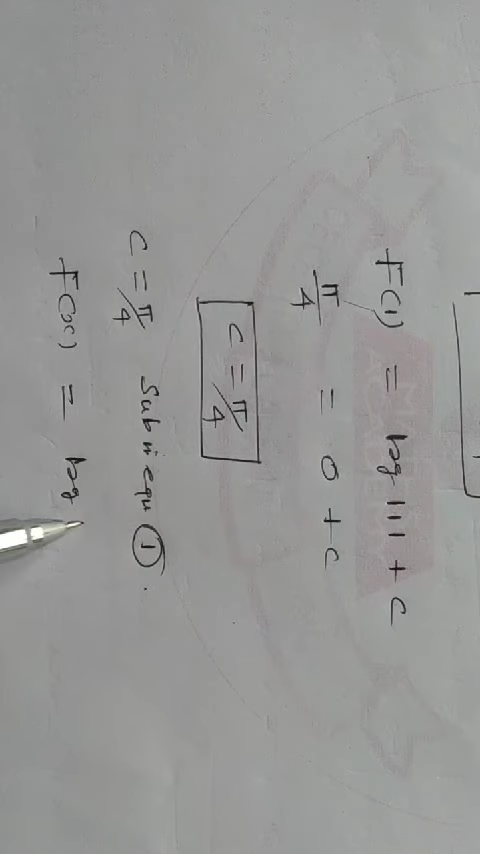 F(1) = log |1| + c
π/4 = 0 + c
c = π/4
c = π/4 Sub in equ ①.
F(x) = log